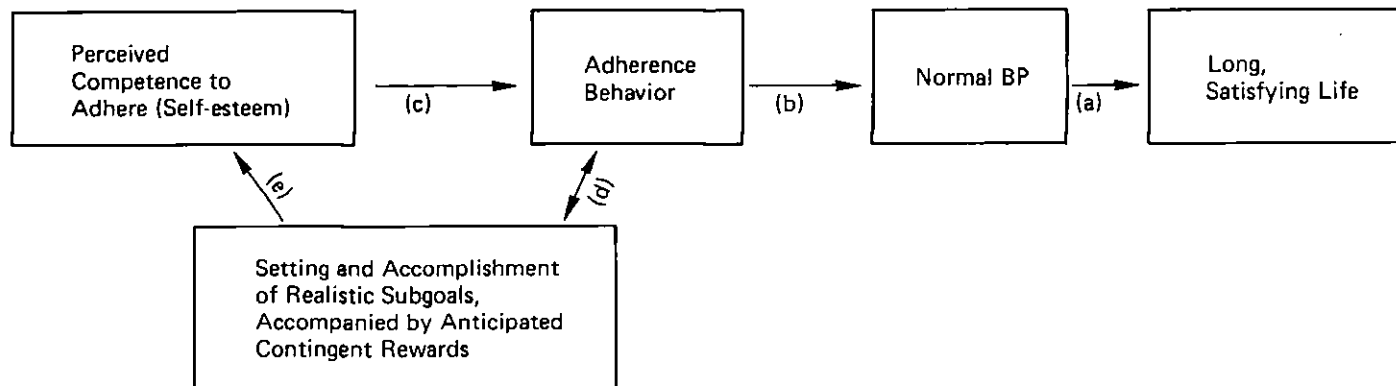 Perceived
Competence to
Adhere (Self-esteem)
(c)
Adherence
Behavior
(b)
Normal BP
(a)
Long,
Satisfying Life
(e)
(d)
Setting and Accomplishment
of Realistic Subgoals,
Accompanied by Anticipated
Contingent Rewards